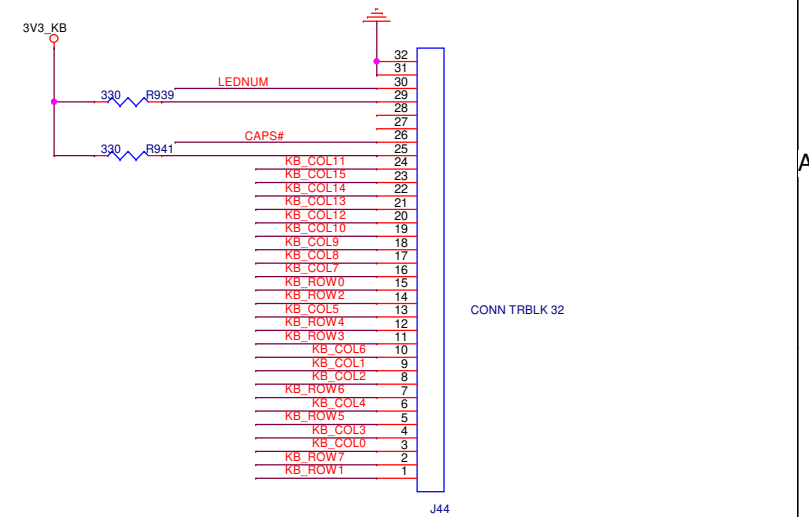 3V3_KB
32
31
LEDNUM
30
330 R939
29
28
27
CAPS#
26
330 R941
25
KB_COL11
24
A
KB_COL15
23
KB_COL14
22
KB_COL13
21
KB_COL12
20
KB_COL10
19
KB_COL9
18
KB_COL8
17
KB_COL7
16
KB_ROW0
15
KB_ROW2
14
KB_COL5
13
CONN TRBLK 32
KB_ROW4
12
KB_ROW3
11
KB_COL6
10
KB_COL1
9
KB_COL2
8
KB_ROW6
7
KB_COL4
6
KB_ROW5
5
KB_COL3
4
KB_COL0
3
KB_ROW7
2
KB_ROW1
1
J44